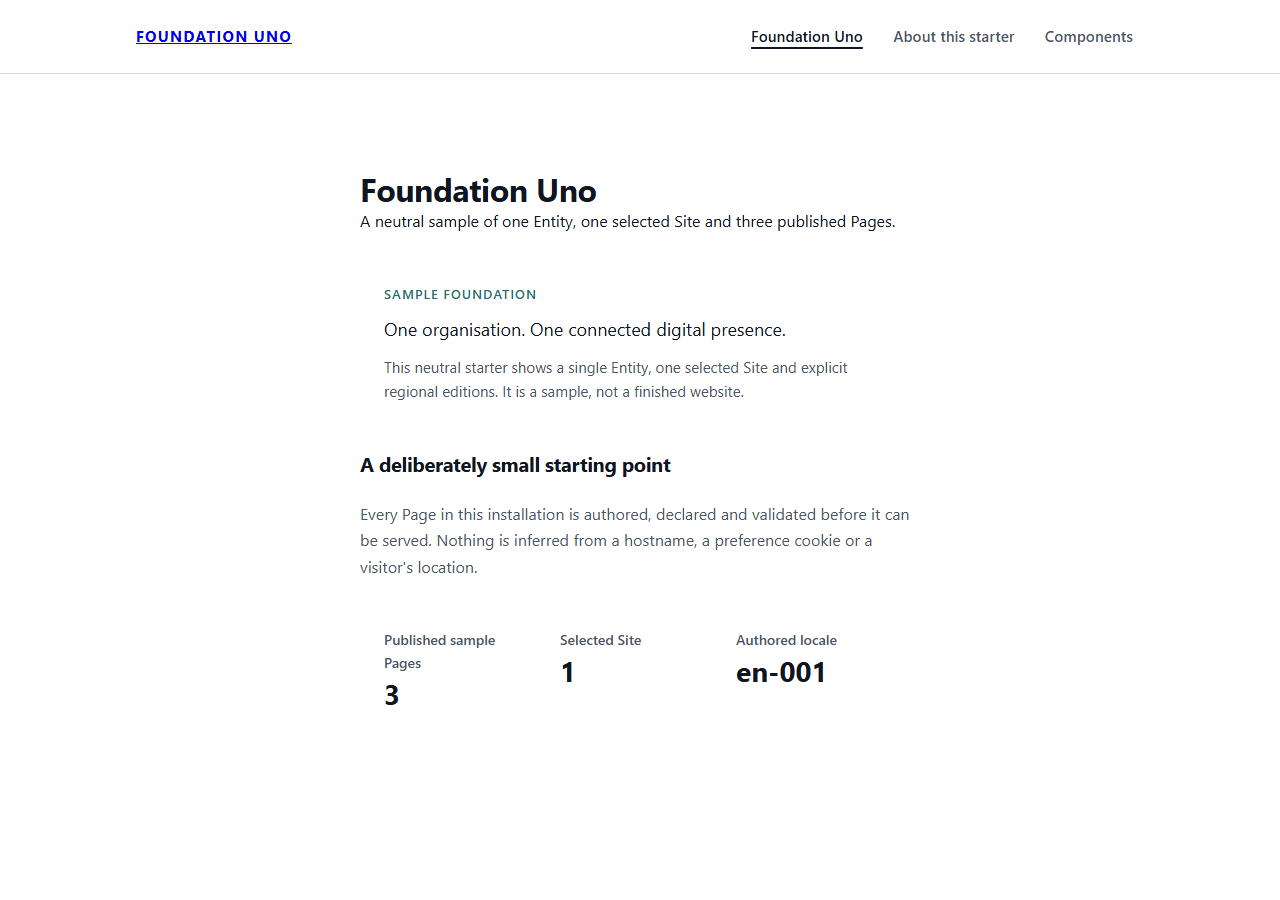 FOUNDATION UNO
Foundation Uno
About this starter
Components
Foundation Uno
A neutral sample of one Entity, one selected Site and three published Pages.
SAMPLE FOUNDATION
One organisation. One connected digital presence.
This neutral starter shows a single Entity, one selected Site and explicit
regional editions. It is a sample, not a finished website.
A deliberately small starting point
Every Page in this installation is authored, declared and validated before it can
be served. Nothing is inferred from a hostname, a preference cookie or a
visitor's location.
Published sample
Pages
3
Selected Site
1
Authored locale
en-001